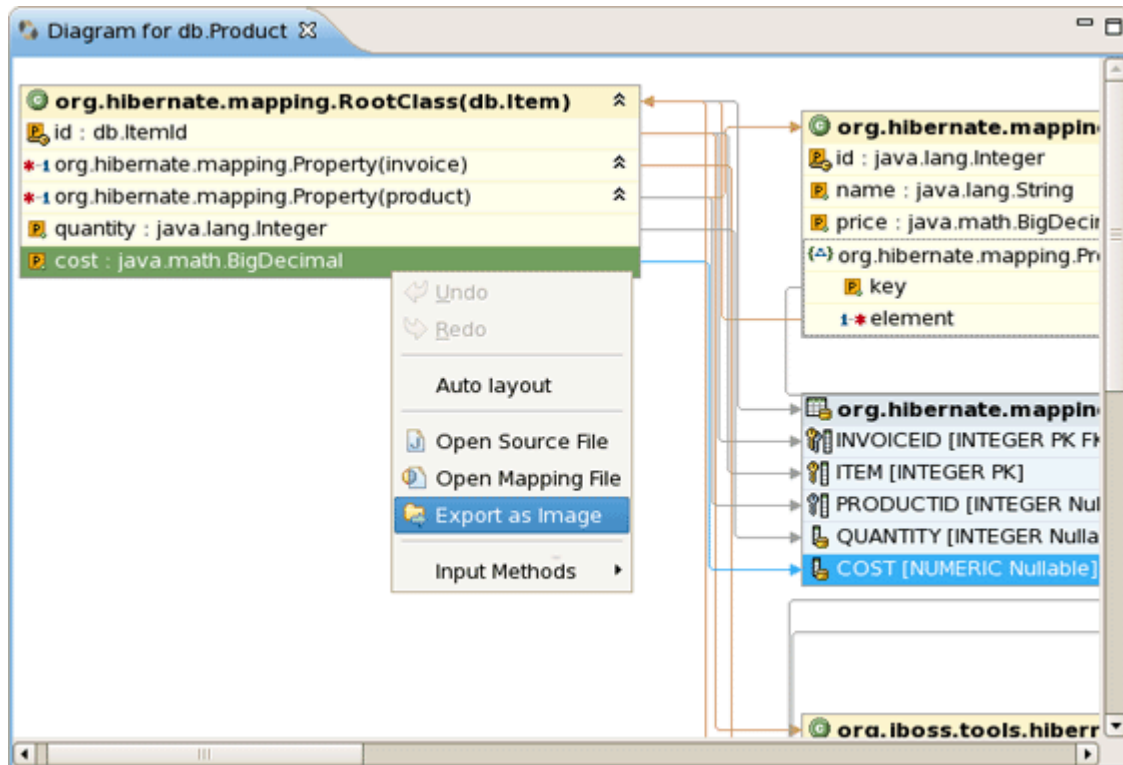 Diagram for db.Product
org.hibernate.mapping.RootClass(db.Item)
id : db.ItemId
*-1 org.hibernate.mapping.Property(invoice)
*-1 org.hibernate.mapping.Property(product)
quantity : java.lang.Integer
cost : java.math.BigDecimal
Undo
Redo
Auto layout
Open Source File
Open Mapping File
Export as Image
Input Methods
org.hibernate.mappin
id : java.lang.Integer
name : java.lang.String
price : java.math.BigDecir
org.hibernate.mapping.Pr
key
1-* element
org.hibernate.mappin
INVOICEID [INTEGER PK FK
ITEM [INTEGER PK]
PRODUCTID [INTEGER Nul
QUANTITY [INTEGER Nulla
COST [NUMERIC Nullable]
org.jboss.tools.hibern